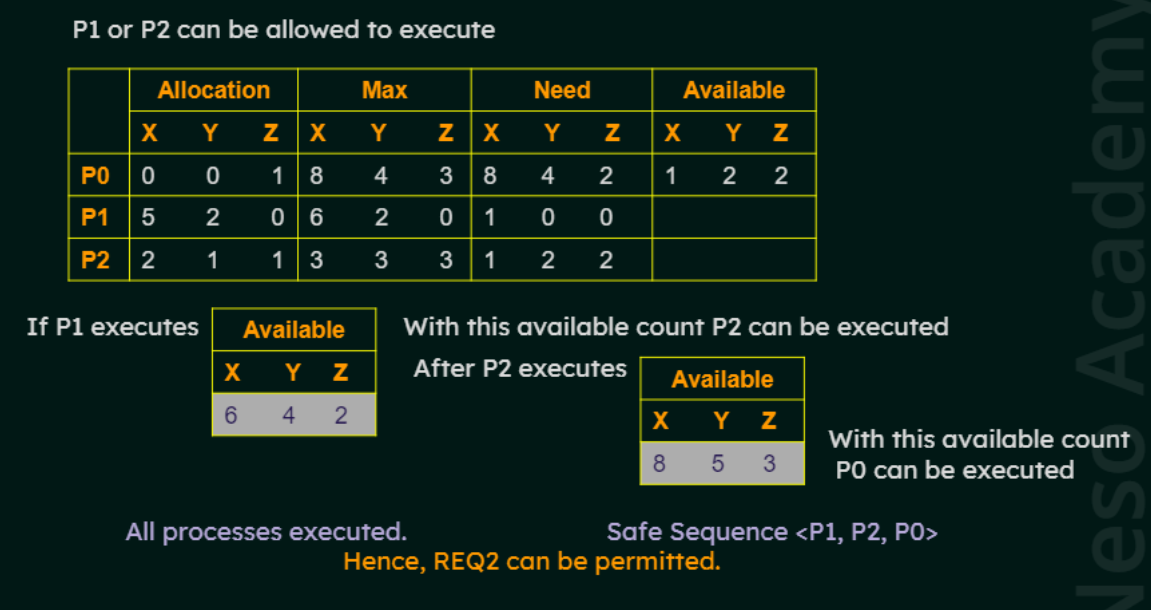 P1 or P2 can be allowed to execute
Allocation Max Need Available
X Y Z X Y Z X Y Z X Y Z
P0 0 0 1 8 4 3 8 4 2 1 2 2
P1 5 2 0 6 2 0 1 0 0
P2 2 1 1 3 3 3 1 2 2
If P1 executes
Available
X Y Z
6 4 2
With this available count P2 can be executed
After P2 executes
Available
X Y Z
8 5 3
With this available count
P0 can be executed
All processes executed.
Safe Sequence <P1, P2, P0>
Hence, REQ2 can be permitted.
Neso Academy